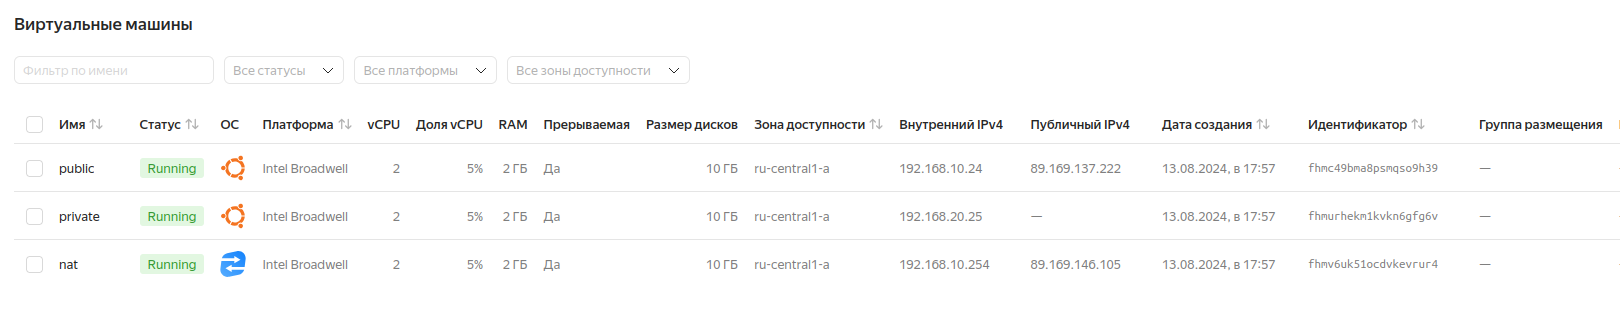 Виртуальные машины
Фильтр по имени Все статусы Все платформы Все зоны доступности
Имя Статус ОС Платформа vCPU Доля vCPU RAM Прерываемая Размер дисков Зона доступности Внутренний IPv4 Публичный IPv4 Дата создания Идентификатор Группа размещения
public Running Intel Broadwell 2 5% 2 ГБ Да 10 ГБ ru-central1-a 192.168.10.24 89.169.137.222 13.08.2024, в 17:57 fhmc49bma8psmqso9h39 —
private Running Intel Broadwell 2 5% 2 ГБ Да 10 ГБ ru-central1-a 192.168.20.25 — 13.08.2024, в 17:57 fhmurhekm1kvkn6gfg6v —
nat Running Intel Broadwell 2 5% 2 ГБ Да 10 ГБ ru-central1-a 192.168.10.254 89.169.146.105 13.08.2024, в 17:57 fhmv6uk51ocdvkevrur4 —